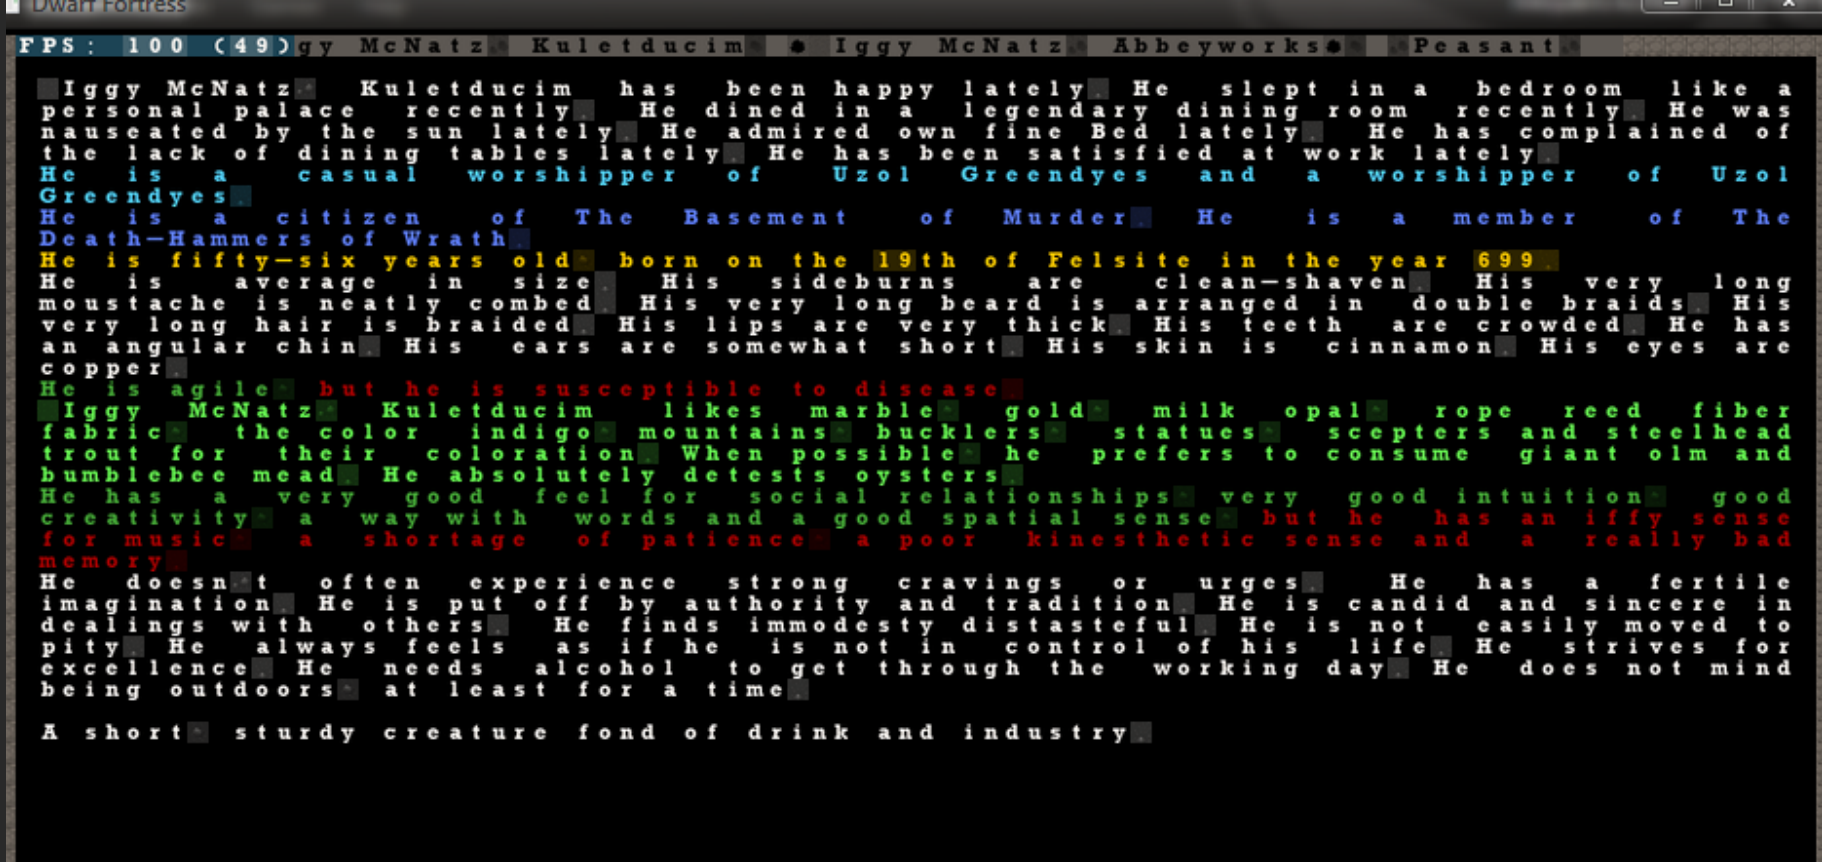 Dwarf Fortress
FPS: 100 (49)gy McNatz Kuletducim Iggy McNatz Abbeyworks Peasant
Iggy McNatz Kuletducim has been happy lately. He slept in a bedroom like a
personal palace recently. He dined in a legendary dining room recently. He was
nauseated by the sun lately. He admired own fine Bed lately. He has complained of
the lack of dining tables lately. He has been satisfied at work lately.
He is a casual worshipper of Uzol Greendyes and a worshipper of Uzol
Greendyes.
He is a citizen of The Basement of Murder. He is a member of The
Death-Hammers of Wrath.
He is fifty-six years old, born on the 19th of Felsite in the year 699.
He is average in size. His sideburns are clean-shaven. His very long
moustache is neatly combed. His very long beard is arranged in double braids. His
very long hair is braided. His lips are very thick. His teeth are crowded. He has
an angular chin. His ears are somewhat short. His skin is cinnamon. His eyes are
copper.
He is agile, but he is susceptible to disease.
Iggy McNatz Kuletducim likes marble, gold, milk opal, rope reed fiber
fabric, the color indigo, mountains, bucklers, statues, scepters and steelhead
trout for their coloration. When possible, he prefers to consume giant olm and
bumblebee mead. He absolutely detests oysters.
He has a very good feel for social relationships, very good intuition, good
creativity, a way with words and a good spatial sense, but he has an iffy sense
for music, a shortage of patience, a poor kinesthetic sense and a really bad
memory.
He doesn't often experience strong cravings or urges. He has a fertile
imagination. He is put off by authority and tradition. He is candid and sincere in
dealings with others. He finds immodesty distasteful. He is not easily moved to
pity. He always feels as if he is not in control of his life. He strives for
excellence. He needs alcohol to get through the working day. He does not mind
being outdoors, at least for a time.
A short, sturdy creature fond of drink and industry.